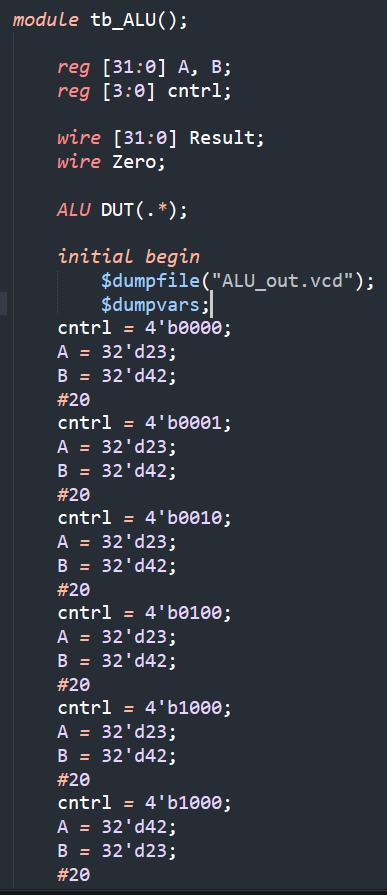 module tb_ALU();
reg [31:0] A, B;
reg [3:0] cntrl;
wire [31:0] Result;
wire Zero;
ALU DUT(.*);
initial begin
$dumpfile("ALU_out.vcd");
$dumpvars;
cntrl = 4'b0000;
A = 32'd23;
B = 32'd42;
#20
cntrl = 4'b0001;
A = 32'd23;
B = 32'd42;
#20
cntrl = 4'b0010;
A = 32'd23;
B = 32'd42;
#20
cntrl = 4'b0100;
A = 32'd23;
B = 32'd42;
#20
cntrl = 4'b1000;
A = 32'd23;
B = 32'd42;
#20
cntrl = 4'b1000;
A = 32'd42;
B = 32'd23;
#20